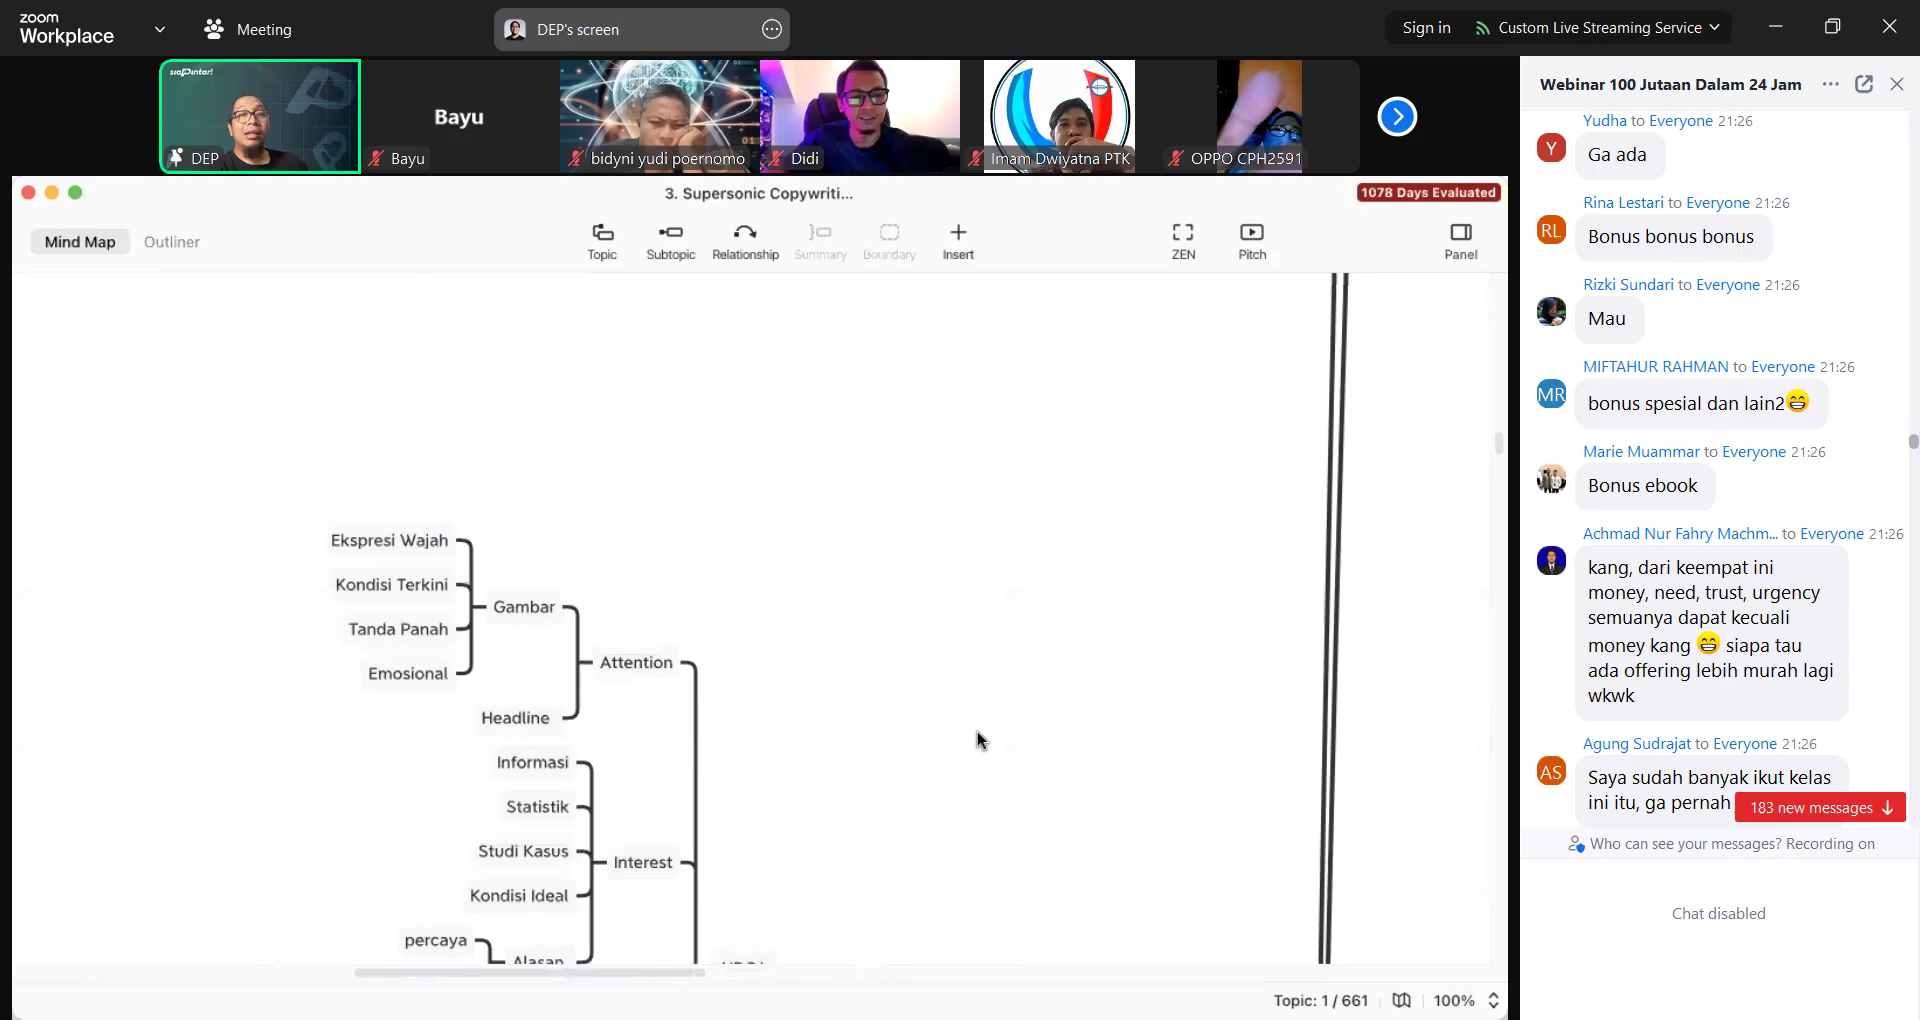 zoom
Workplace
Meeting
DEP's screen
Sign in
Custom Live Streaming Service
siapintar!
DEP
Bayu
Bayu
bidyni yudi poernomo
Didi
Imam Dwiyatna PTK
OPPO CPH2591
3. Supersonic Copywriti...
1078 Days Evaluated
Mind Map
Outliner
Topic
Subtopic
Relationship
Summary
Boundary
Insert
ZEN
Pitch
Panel
Ekspresi Wajah
Kondisi Terkini
Gambar
Tanda Panah
Emosional
Attention
Headline
Informasi
Statistik
Studi Kasus
Interest
Kondisi Ideal
percaya
Alasan
Topic: 1 / 661
100%
Webinar 100 Jutaan Dalam 24 Jam
Yudha to Everyone 21:26
Y
Ga ada
Rina Lestari to Everyone 21:26
RL
Bonus bonus bonus
Rizki Sundari to Everyone 21:26
Mau
MIFTAHUR RAHMAN to Everyone 21:26
MR
bonus spesial dan lain2😁
Marie Muammar to Everyone 21:26
Bonus ebook
Achmad Nur Fahry Machm... to Everyone 21:26
kang, dari keempat ini
money, need, trust, urgency
semuanya dapat kecuali
money kang 😁 siapa tau
ada offering lebih murah lagi
wkwk
Agung Sudrajat to Everyone 21:26
AS
Saya sudah banyak ikut kelas
ini itu, ga pernah
183 new messages
Who can see your messages? Recording on
Chat disabled